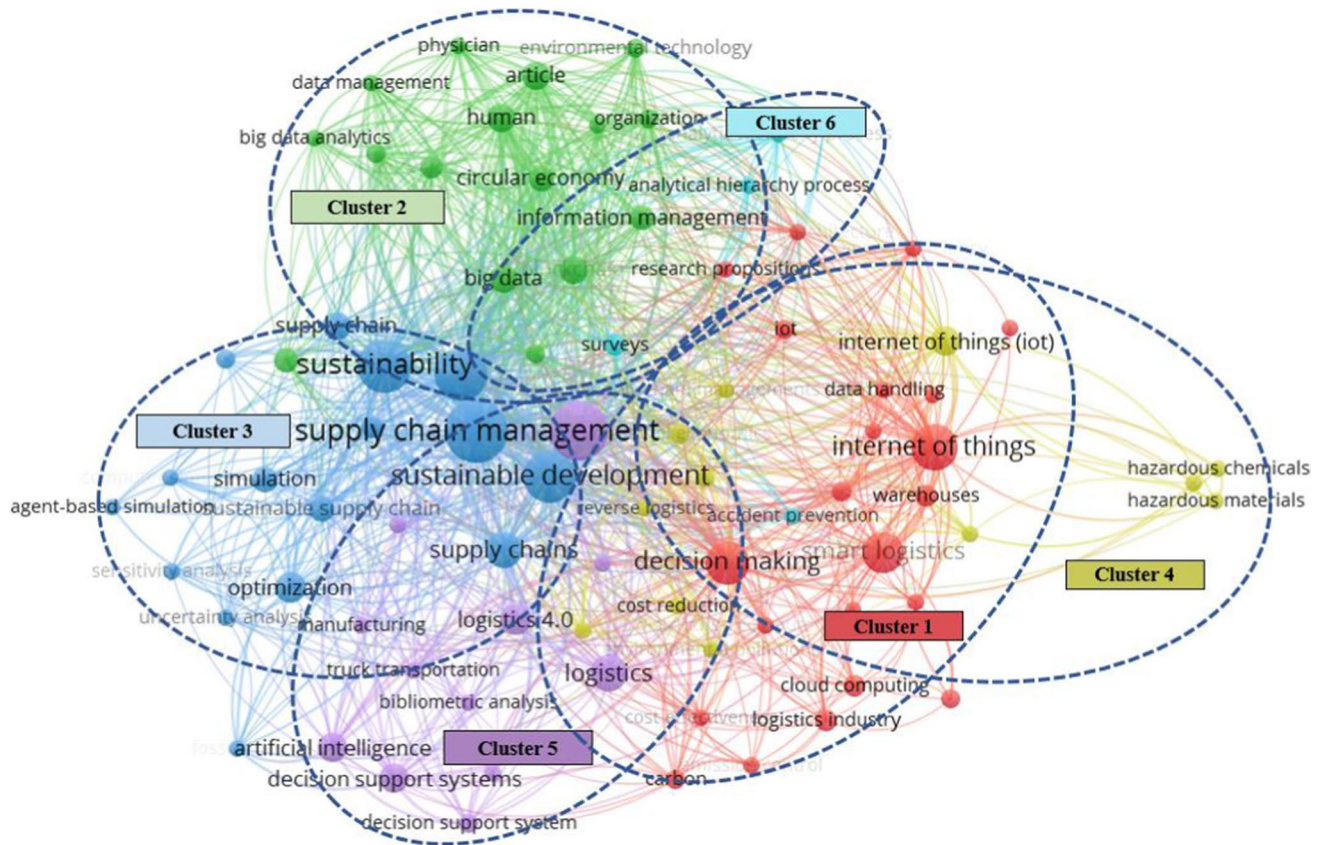 physician
environmental technology
article
data management
human
organization
Cluster 6
big data analytics
circular economy
analytical hierarchy process
Cluster 2
information management
research propositions
big data
supply chain
iot
surveys
internet of things (iot)
sustainability
data handling
Cluster 3
supply chain management
internet of things
sustainable development
hazardous chemicals
simulation
warehouses
hazardous materials
agent-based simulation
sustainable supply chain
reverse logistics
accident prevention
supply chains
smart logistics
decision making
sensitivity analysis
Cluster 4
optimization
cost reduction
uncertainty analysis
manufacturing
logistics 4.0
Cluster 1
truck transportation
logistics
cloud computing
bibliometric analysis
logistics industry
artificial intelligence
Cluster 5
decision support systems
carbon
decision support system